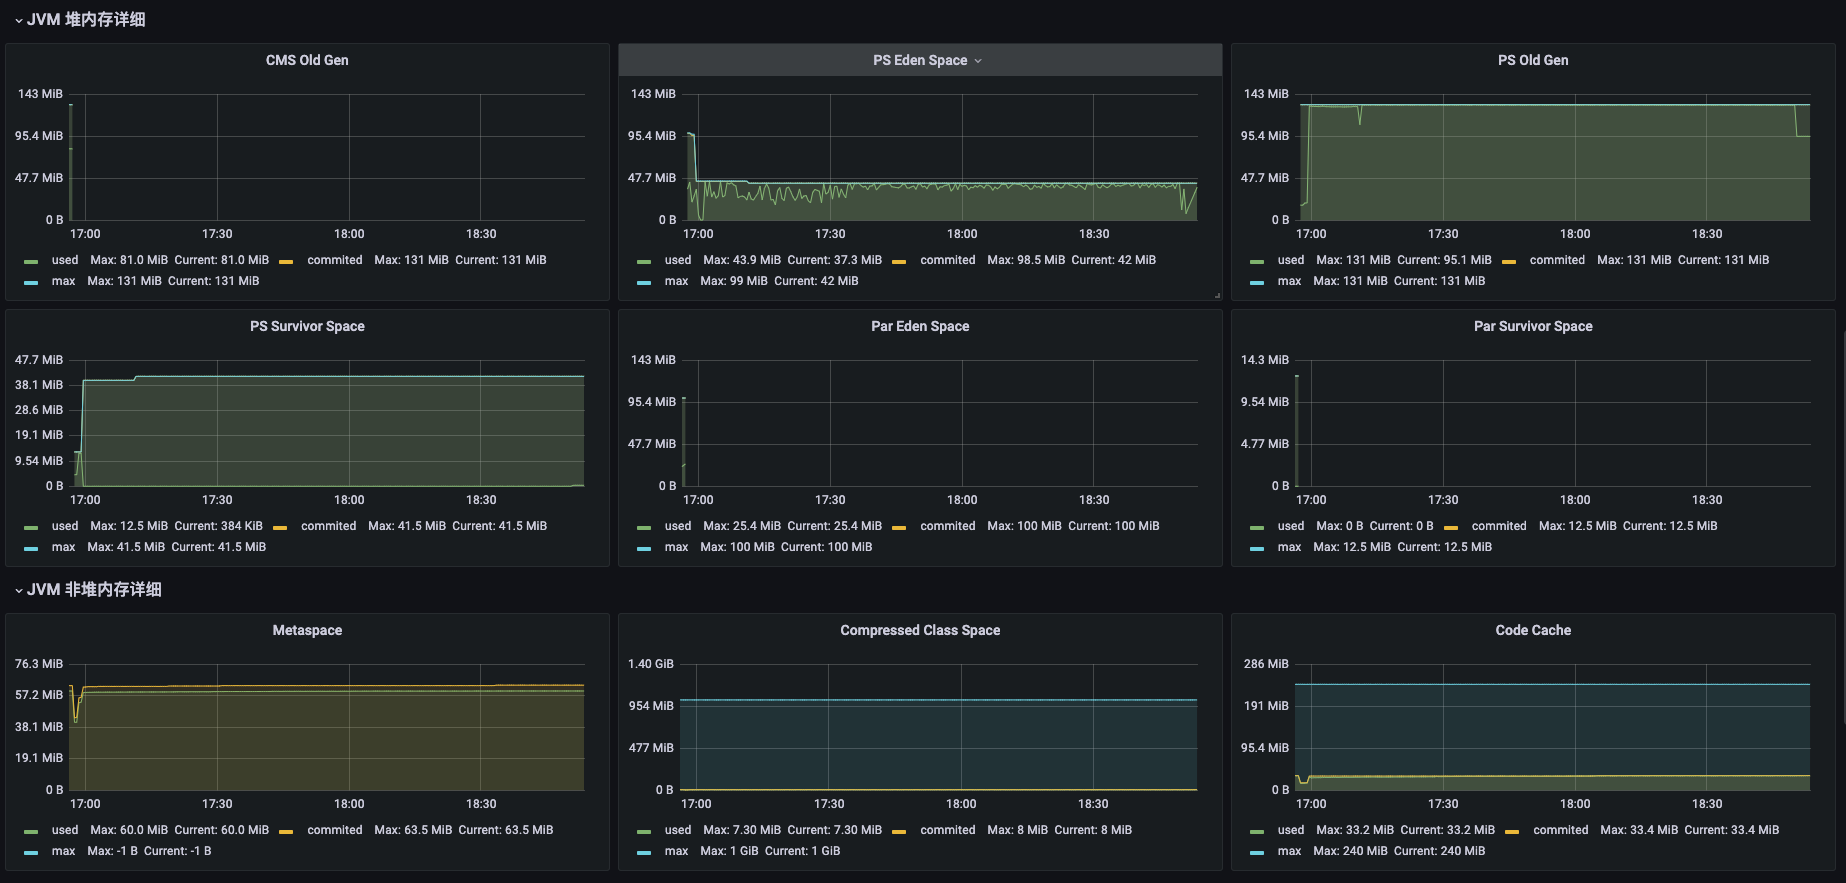 JVM 堆内存详细
CMS Old Gen
143 MiB
95.4 MiB
47.7 MiB
0 B
17:00 17:30 18:00 18:30
used Max: 81.0 MiB Current: 81.0 MiB commited Max: 131 MiB Current: 131 MiB
max Max: 131 MiB Current: 131 MiB
PS Eden Space
143 MiB
95.4 MiB
47.7 MiB
0 B
17:00 17:30 18:00 18:30
used Max: 43.9 MiB Current: 37.3 MiB commited Max: 98.5 MiB Current: 42 MiB
max Max: 99 MiB Current: 42 MiB
PS Old Gen
143 MiB
95.4 MiB
47.7 MiB
0 B
17:00 17:30 18:00 18:30
used Max: 131 MiB Current: 95.1 MiB commited Max: 131 MiB Current: 131 MiB
max Max: 131 MiB Current: 131 MiB
PS Survivor Space
47.7 MiB
38.1 MiB
28.6 MiB
19.1 MiB
9.54 MiB
0 B
17:00 17:30 18:00 18:30
used Max: 12.5 MiB Current: 384 KiB commited Max: 41.5 MiB Current: 41.5 MiB
max Max: 41.5 MiB Current: 41.5 MiB
Par Eden Space
143 MiB
95.4 MiB
47.7 MiB
0 B
17:00 17:30 18:00 18:30
used Max: 25.4 MiB Current: 25.4 MiB commited Max: 100 MiB Current: 100 MiB
max Max: 100 MiB Current: 100 MiB
Par Survivor Space
14.3 MiB
9.54 MiB
4.77 MiB
0 B
17:00 17:30 18:00 18:30
used Max: 0 B Current: 0 B commited Max: 12.5 MiB Current: 12.5 MiB
max Max: 12.5 MiB Current: 12.5 MiB
JVM 非堆内存详细
Metaspace
76.3 MiB
57.2 MiB
38.1 MiB
19.1 MiB
0 B
17:00 17:30 18:00 18:30
used Max: 60.0 MiB Current: 60.0 MiB commited Max: 63.5 MiB Current: 63.5 MiB
max Max: -1 B Current: -1 B
Compressed Class Space
1.40 GiB
954 MiB
477 MiB
0 B
17:00 17:30 18:00 18:30
used Max: 7.30 MiB Current: 7.30 MiB commited Max: 8 MiB Current: 8 MiB
max Max: 1 GiB Current: 1 GiB
Code Cache
286 MiB
191 MiB
95.4 MiB
0 B
17:00 17:30 18:00 18:30
used Max: 33.2 MiB Current: 33.2 MiB commited Max: 33.4 MiB Current: 33.4 MiB
max Max: 240 MiB Current: 240 MiB